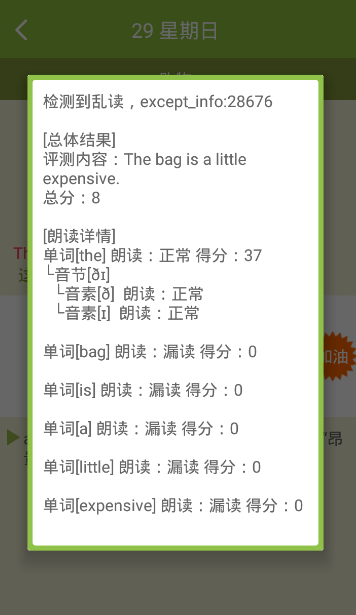 29 星期日
检测到乱读，except_info:28676
[总体结果]
评测内容：The bag is a little
expensive.
总分：8
[朗读详情]
单词[the] 朗读：正常 得分：37
└音节[ðɪ]
└音素[ð] 朗读：正常
└音素[ɪ] 朗读：正常
单词[bag] 朗读：漏读 得分：0
单词[is] 朗读：漏读 得分：0
单词[a] 朗读：漏读 得分：0
单词[little] 朗读：漏读 得分：0
单词[expensive] 朗读：漏读 得分：0
加油